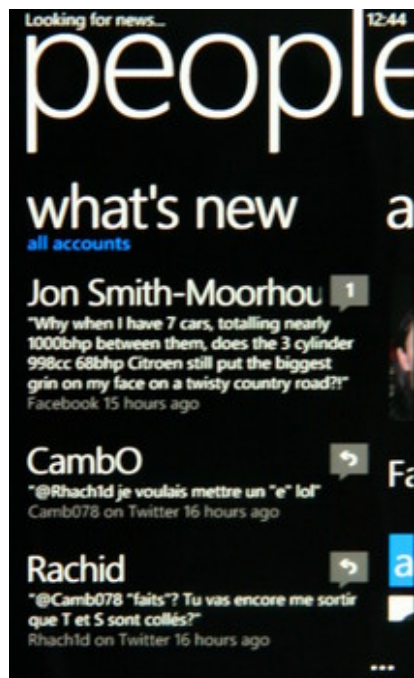 Looking for news...
12:44
people
what's new
a
all accounts
Jon Smith-Moorhou
1
"Why when I have 7 cars, totalling nearly
1000bhp between them, does the 3 cylinder
998cc 68bhp Citroen still put the biggest
grin on my face on a twisty country road?!"
Facebook 15 hours ago
CambO
"@Rhach1d je voulais mettre un "e" lol"
Camb078 on Twitter 16 hours ago
Fa
Rachid
a
"@Camb078 "faits"? Tu vas encore me sortir
que T et S sont collés?"
Rhach1d on Twitter 16 hours ago
...